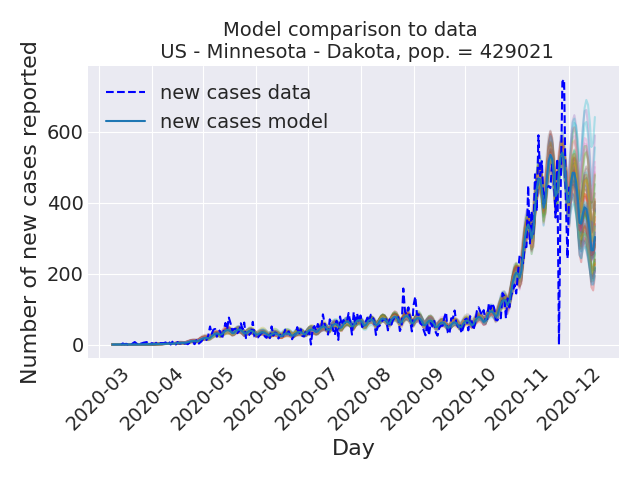 Model comparison to data
US - Minnesota - Dakota, pop. = 429021
Number of new cases reported
600
400
200
0
new cases data
new cases model
2020-03
2020-04
2020-05
2020-06
2020-07
2020-08
2020-09
2020-10
2020-11
2020-12
Day